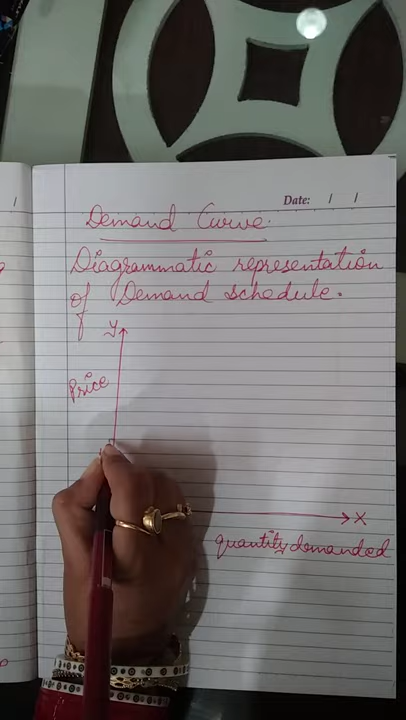 Date: / /
Demand Curve.
Diagrammatic representation
of Demand schedule.
Y
Price
X
quantity demanded